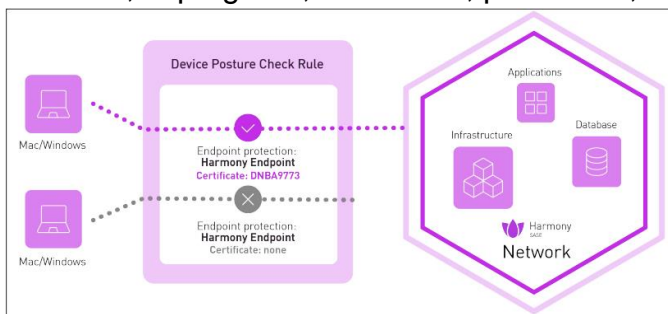 Device Posture Check Rule
Mac/Windows
Endpoint protection:
Harmony Endpoint
Certificate: DNBA9773
Mac/Windows
Endpoint protection:
Harmony Endpoint
Certificate: none
Applications
Infrastructure
Database
Harmony
SASE
Network